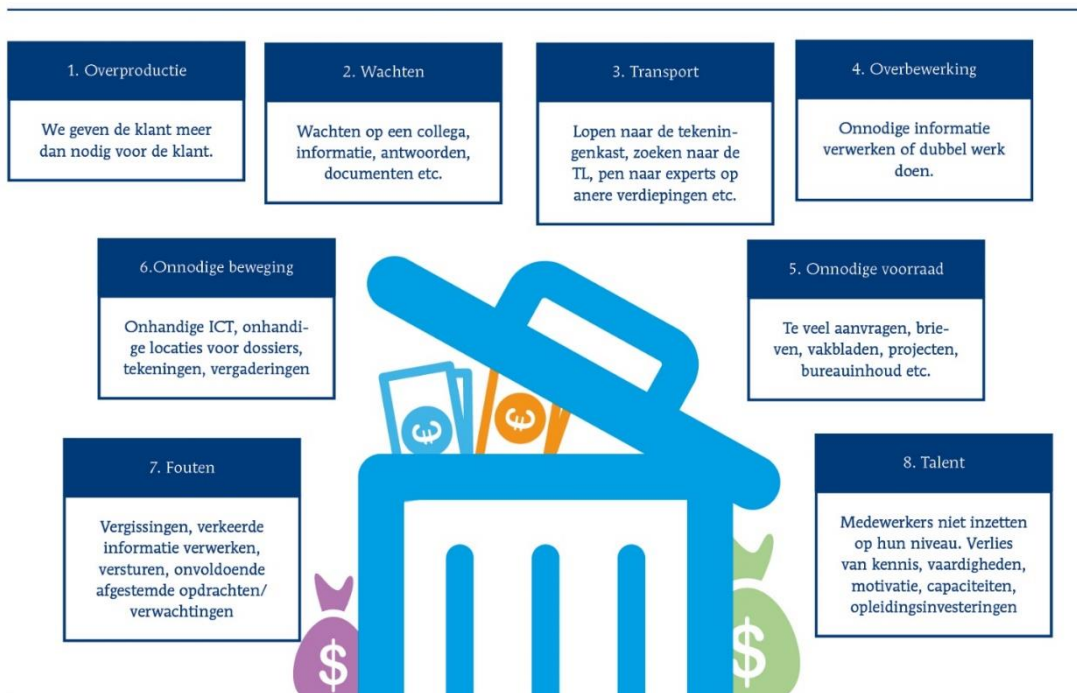 1. Overproductie
We geven de klant meer
dan nodig voor de klant.
2. Wachten
Wachten op een collega,
informatie, antwoorden,
documenten etc.
3. Transport
Lopen naar de tekenin-
genkast, zoeken naar de
TL, pen naar experts op
anere verdiepingen etc.
4. Overbewerking
Onnodige informatie
verwerken of dubbel werk
doen.
6.Onnodige beweging
Onhandige ICT, onhandi-
ge locaties voor dossiers,
tekeningen, vergaderingen
5. Onnodige voorraad
Te veel aanvragen, brie-
ven, vakbladen, projecten,
bureauinhoud etc.
7. Fouten
Vergissingen, verkeerde
informatie verwerken,
versturen, onvoldoende
afgestemde opdrachten/
verwachtingen
8. Talent
Medewerkers niet inzetten
op hun niveau. Verlies
van kennis, vaardigheden,
motivatie, capaciteiten,
opleidingsinvesteringen
€
€
$
$